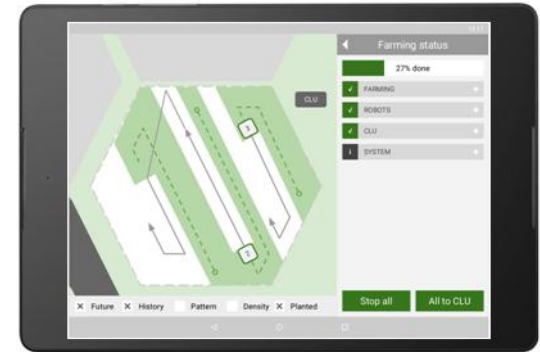 Farming status
27% done
FARMING
CLU
ROBOTS
CLU
SYSTEM
3
2
Stop all
All to CLU
Future
History
Pattern
Density
Planted